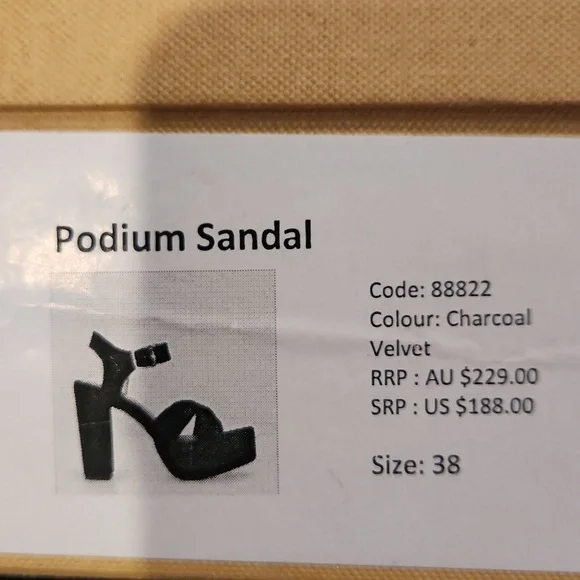 Podium Sandal
Code: 88822
Colour: Charcoal
Velvet
RRP : AU $229.00
SRP : US $188.00
Size: 38